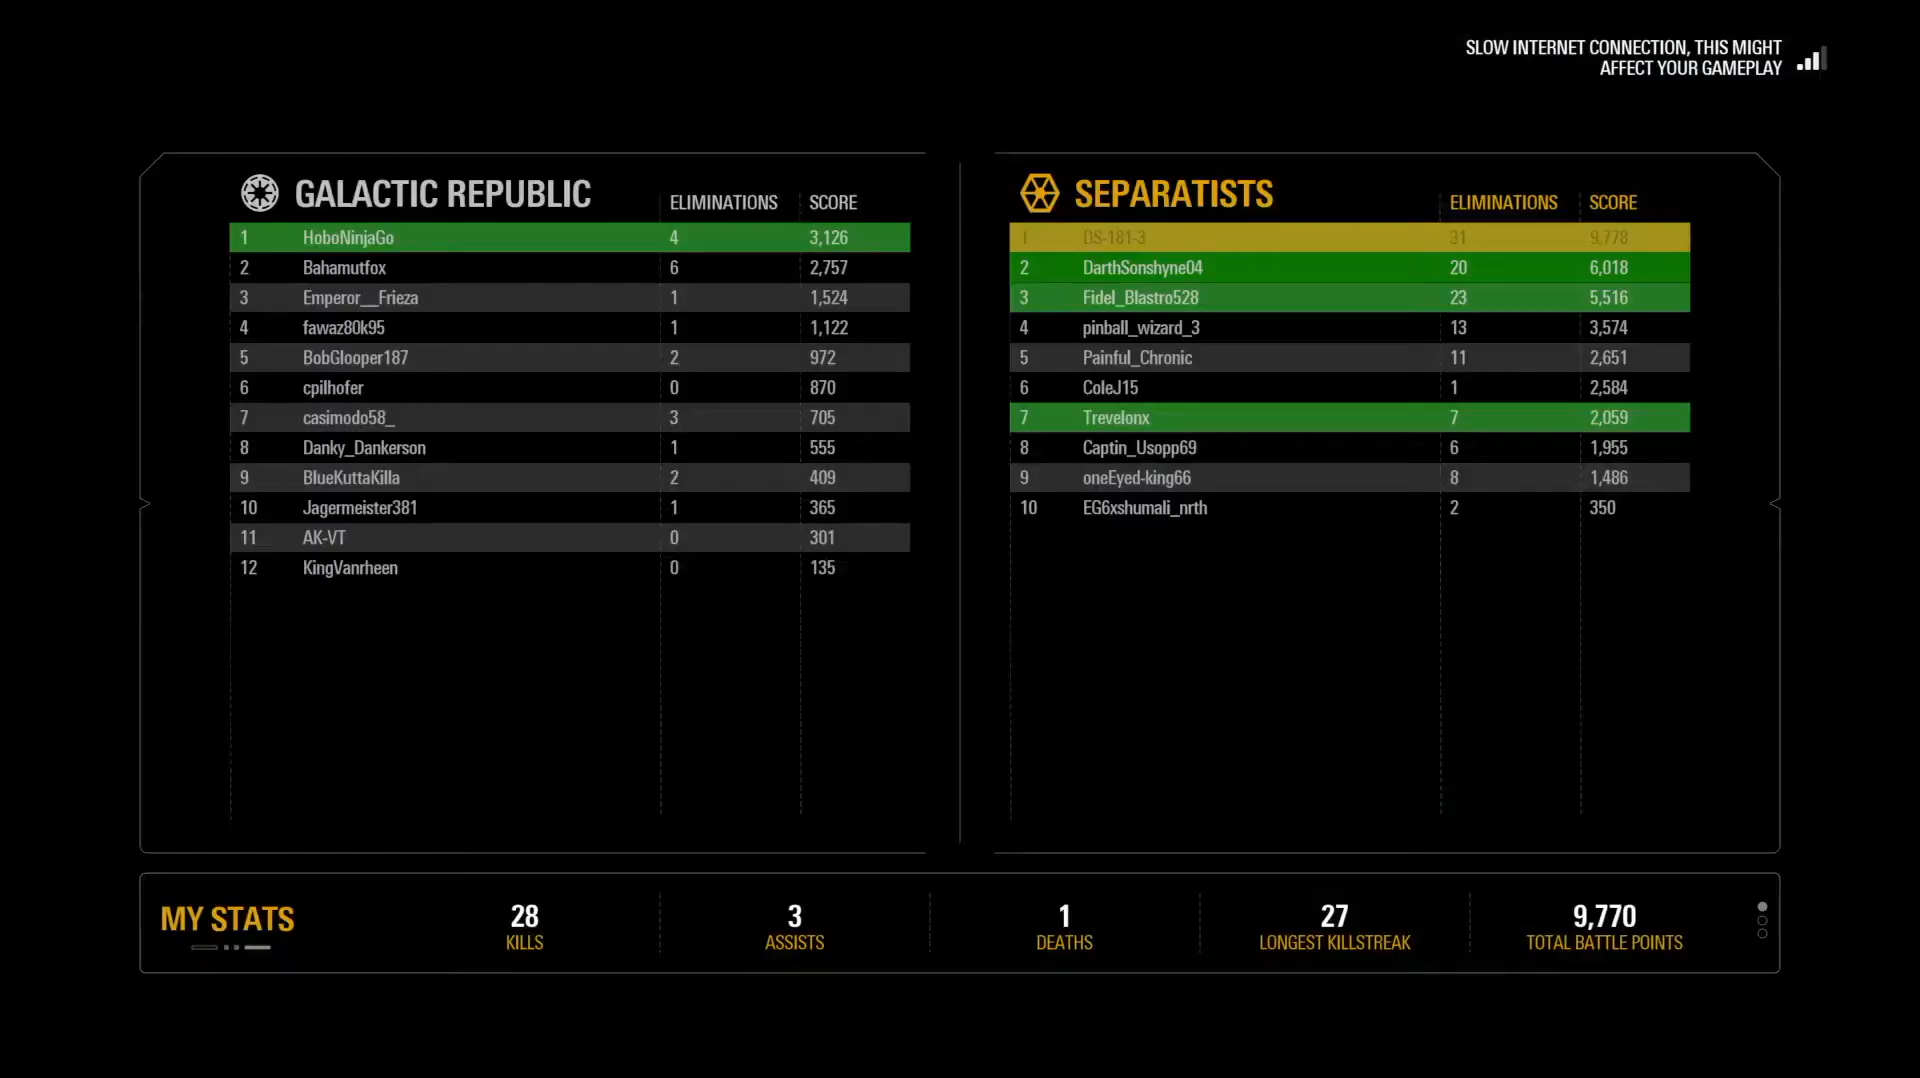 SLOW INTERNET CONNECTION, THIS MIGHT
AFFECT YOUR GAMEPLAY
GALACTIC REPUBLIC ELIMINATIONS SCORE
1 HoboNinjaGo 4 3,126
2 Bahamutfox 6 2,757
3 Emperor__Frieza 1 1,524
4 fawaz80k95 1 1,122
5 BobGlooper187 2 972
6 cpilhofer 0 870
7 casimodo58_ 3 705
8 Danky_Dankerson 1 555
9 BlueKuttaKilla 2 409
10 Jagermeister381 1 365
11 AK-VT 0 301
12 KingVanrheen 0 135
SEPARATISTS ELIMINATIONS SCORE
1 DS-181-3 31 9,778
2 DarthSonshyne04 20 6,018
3 Fidel_Blastro528 23 5,516
4 pinball_wizard_3 13 3,574
5 Painful_Chronic 11 2,651
6 ColeJ15 1 2,584
7 Trevelonx 7 2,059
8 Captin_Usopp69 6 1,955
9 oneEyed-king66 8 1,486
10 EG6xshumali_nrth 2 350
MY STATS
28 3 1 27 9,770
KILLS ASSISTS DEATHS LONGEST KILLSTREAK TOTAL BATTLE POINTS